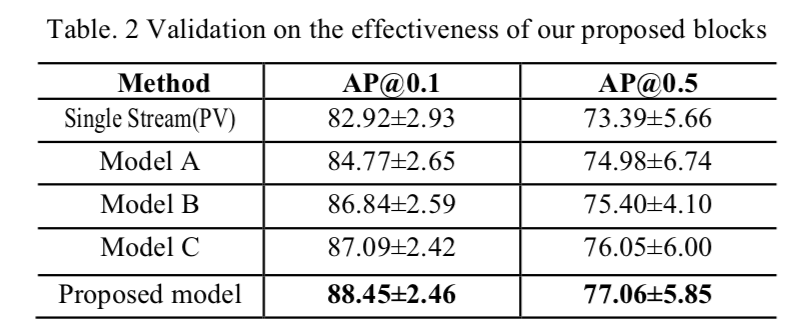 Table. 2 Validation on the effectiveness of our proposed blocks
Method AP@0.1 AP@0.5
Single Stream(PV) 82.92±2.93 73.39±5.66
Model A 84.77±2.65 74.98±6.74
Model B 86.84±2.59 75.40±4.10
Model C 87.09±2.42 76.05±6.00
Proposed model 88.45±2.46 77.06±5.85